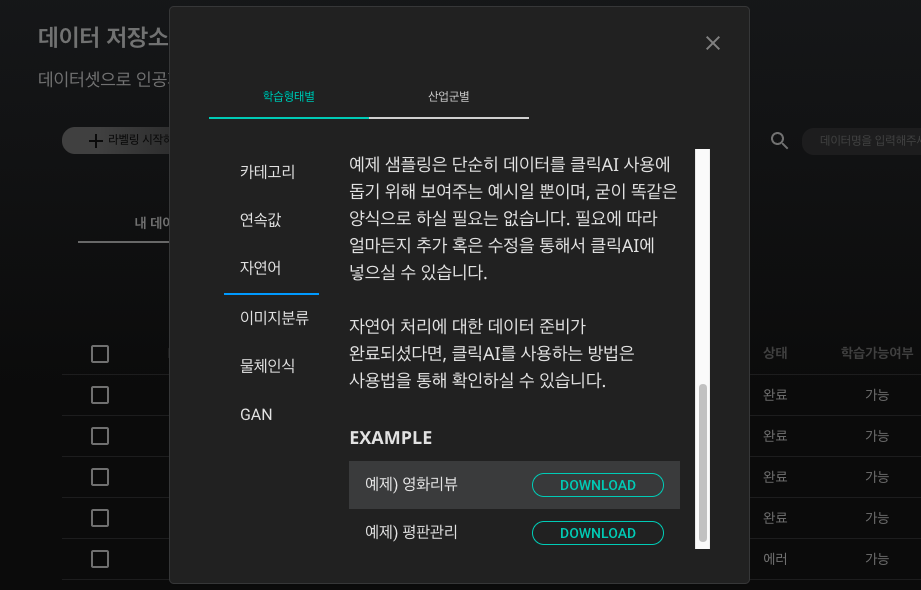 데이터 저장소
데이터셋으로 인공
라벨링 시작하
데이터명을 입력해주
내 데이
상태
학습가능여부
완료
가능
완료
가능
완료
가능
완료
가능
에러
가능
학습형태별
산업군별
카테고리
연속값
자연어
이미지분류
물체인식
GAN
예제 샘플링은 단순히 데이터를 클릭AI 사용에
돕기 위해 보여주는 예시일 뿐이며, 굳이 똑같은
양식으로 하실 필요는 없습니다. 필요에 따라
얼마든지 추가 혹은 수정을 통해서 클릭AI에
넣으실 수 있습니다.
자연어 처리에 대한 데이터 준비가
완료되셨다면, 클릭AI를 사용하는 방법은
사용법을 통해 확인하실 수 있습니다.
EXAMPLE
예제) 영화리뷰
DOWNLOAD
예제) 평판관리
DOWNLOAD